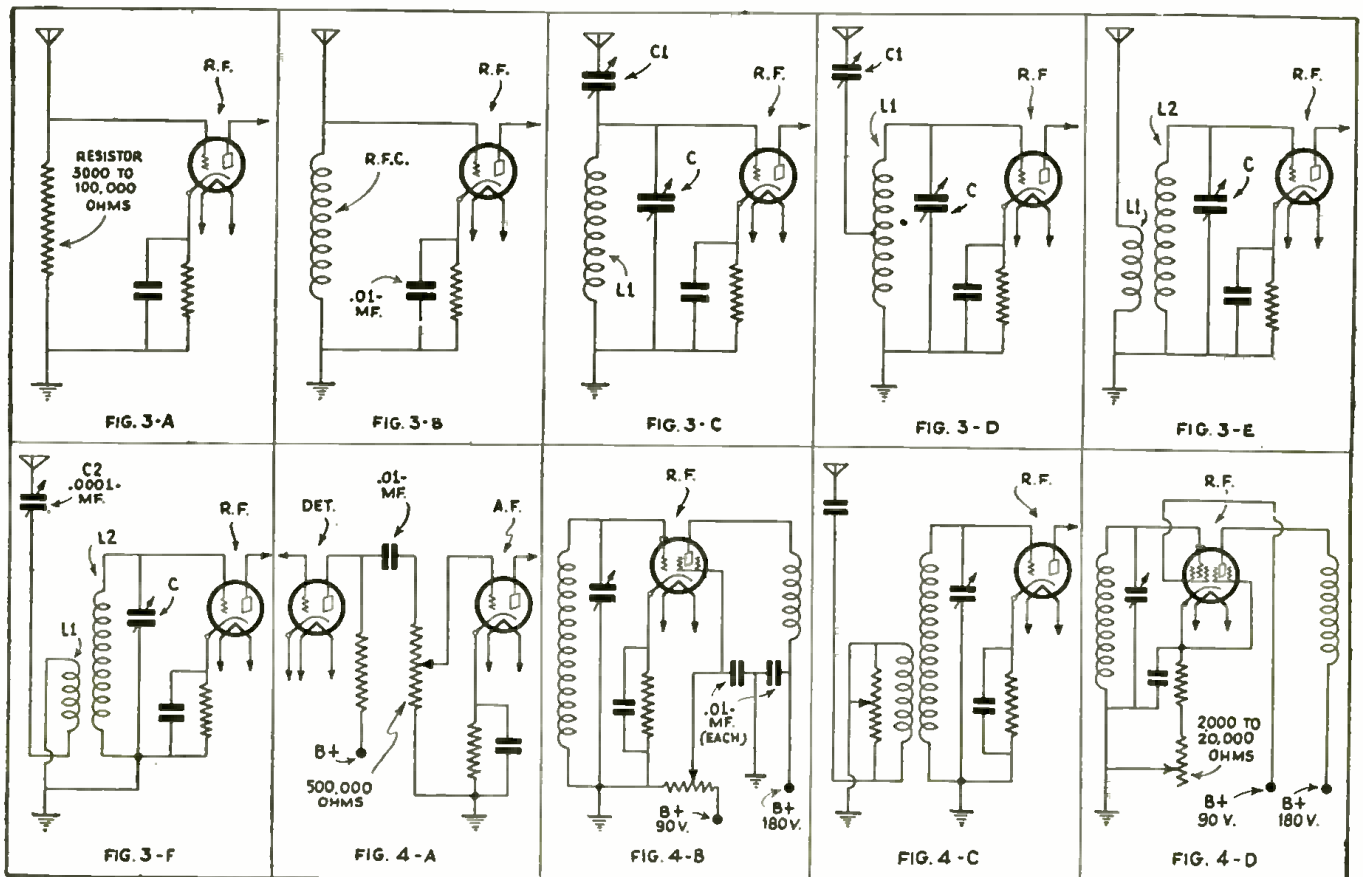 R.F.
RESISTOR
3000 TO
100,000
OHMS
FIG. 3-A
R.F.
R.F.C.
.01-
MF.
FIG. 3-B
C1
R.F.
C
L1
FIG. 3-C
C1
R.F
L1
C
FIG. 3-D
R.F.
L2
C
L1
FIG. 3-E
C2
.0001-
MF.
R.F.
L2
C
L1
FIG. 3-F
.01-
MF.
DET.
A.F.
B+
500,000
OHMS
FIG. 4-A
R.F.
.01-
MF.
(EACH)
B+
90 V.
B+
180 V.
FIG. 4-B
R.F.
FIG. 4-C
R.F.
2000 TO
20,000
OHMS
B+
90 V.
B+
180 V.
FIG. 4-D